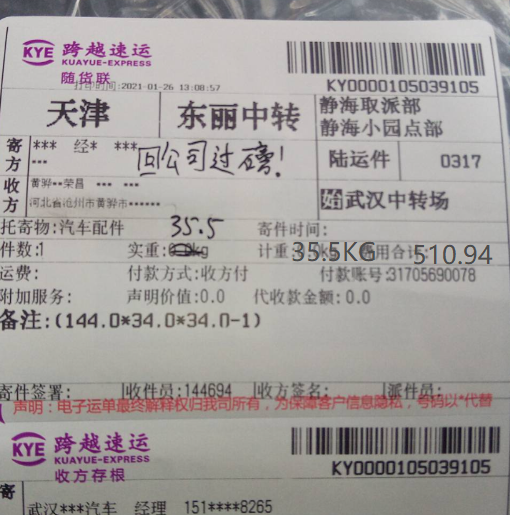 KYE 跨越速运
KUAYUE-EXPRESS
随货联
打印时间:2021-01-26 13:08:57
KY0000105039105
天津 东丽中转 静海取派部
静海小园点部
寄方 *** 经* *** 回公司过磅! 陆运件 0317
收方 黄骅**荣昌
河北省沧州市黄骅市****** 始 武汉中转场
托寄物:汽车配件 35.5 寄件时间:
件数:1 实重: 计重:35.5KG 费用合计 510.94
运费: 付款方式:收方付 付款账号:31705690078
附加服务: 声明价值:0.0 代收款金额:0.0
备注:(144.0*34.0*34.0-1)
寄件签署: 收件员:144694 收方签名: 派件员:
声明:电子运单最终解释权归我司所有,为保障客户信息隐私,号码以*代替
KYE 跨越速运
KUAYUE-EXPRESS
收方存根
KY0000105039105
寄 武汉***汽车 经理 151****8265